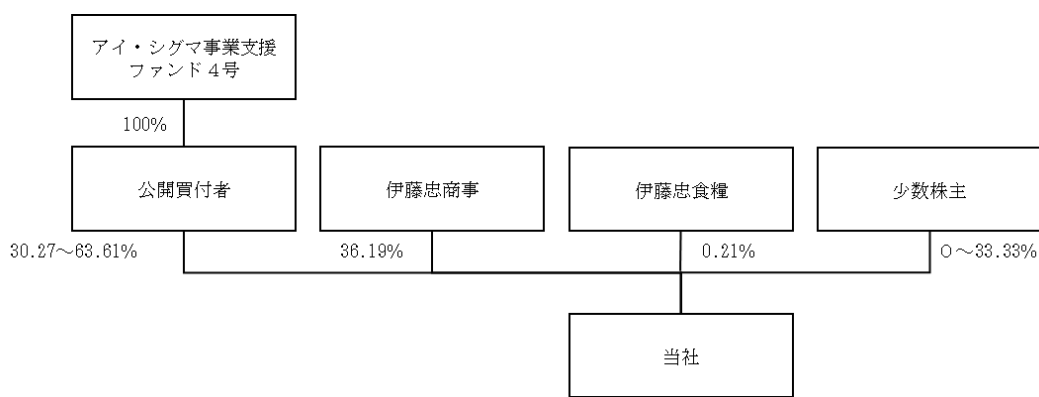 アイ・シグマ事業支援
ファンド４号
100%
公開買付者
伊藤忠商事
伊藤忠食糧
少数株主
30.27～63.61%
36.19%
0.21%
０～33.33%
当社